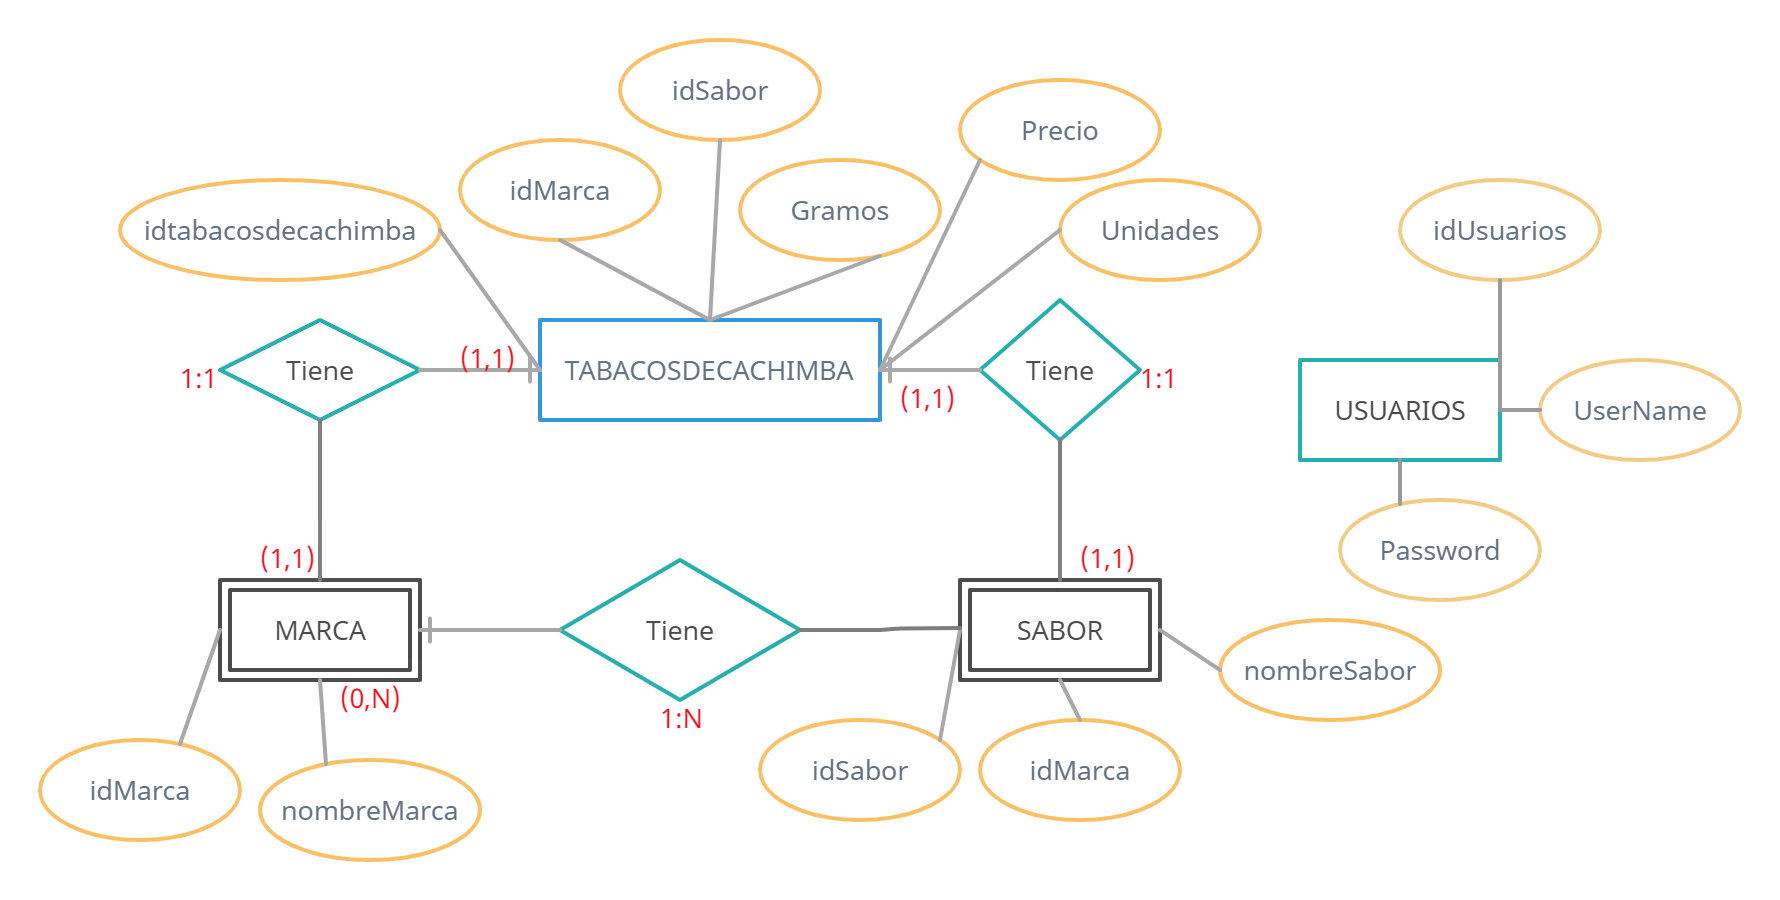 idSabor
Precio
idMarca
Gramos
idtabacosdecachimba
Unidades
idUsuarios
(1,1)
1:1
Tiene
TABACOSDECACHIMBA
(1,1)
Tiene
1:1
USUARIOS
UserName
Password
(1,1)
(1,1)
MARCA
Tiene
SABOR
(0,N)
1:N
nombreSabor
idMarca
nombreMarca
idSabor
idMarca